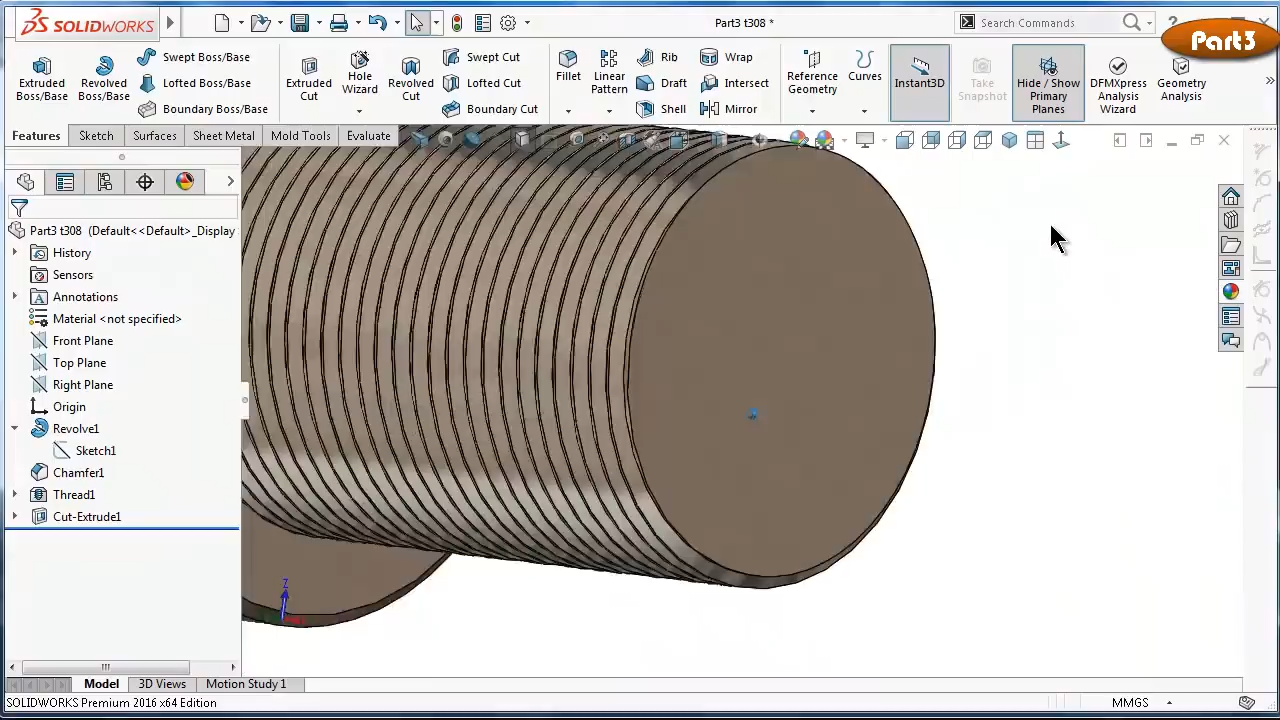 SOLIDWORKS
Part3 t308 *
Search Commands
?
Part3
Extruded Boss/Base
Revolved Boss/Base
Swept Boss/Base
Lofted Boss/Base
Boundary Boss/Base
Extruded Cut
Hole Wizard
Revolved Cut
Swept Cut
Lofted Cut
Boundary Cut
Fillet
Linear Pattern
Rib
Draft
Shell
Wrap
Intersect
Mirror
Reference Geometry
Curves
Instant3D
Take Snapshot
Hide / Show Primary Planes
DFMXpress Analysis Wizard
Geometry Analysis
Features
Sketch
Surfaces
Sheet Metal
Mold Tools
Evaluate
Part3 t308 (Default<<Default>_Display
History
Sensors
Annotations
Material <not specified>
Front Plane
Top Plane
Right Plane
Origin
Revolve1
Sketch1
Chamfer1
Thread1
Cut-Extrude1
Z
Model
3D Views
Motion Study 1
SOLIDWORKS Premium 2016 x64 Edition
MMGS